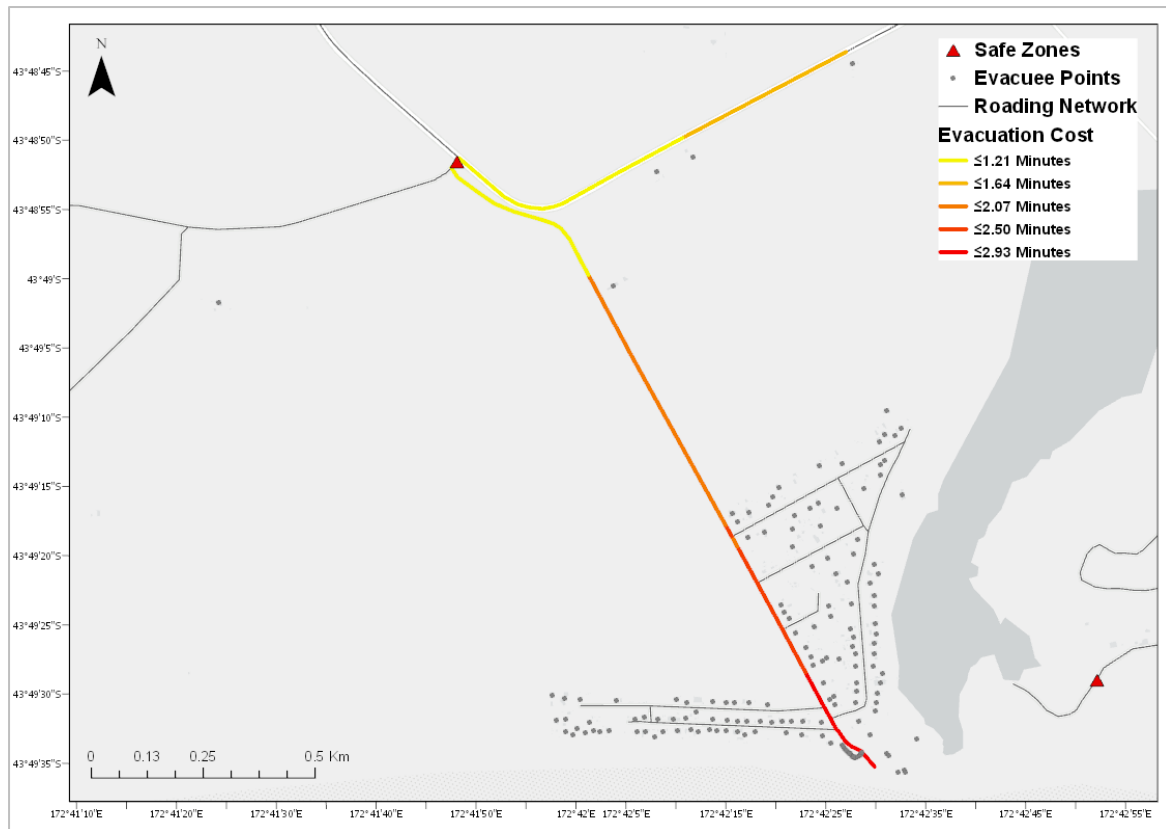 N
Safe Zones
Evacuee Points
Roading Network
Evacuation Cost
≤1.21 Minutes
≤1.64 Minutes
≤2.07 Minutes
≤2.50 Minutes
≤2.93 Minutes
43°48'45"S
43°48'50"S
43°48'55"S
43°49'S
43°49'5"S
43°49'10"S
43°49'15"S
43°49'20"S
43°49'25"S
43°49'30"S
43°49'35"S
0 0.13 0.25 0.5 Km
172°41'10"E 172°41'20"E 172°41'30"E 172°41'40"E 172°41'50"E 172°42'E 172°42'5"E 172°42'15"E 172°42'25"E 172°42'35"E 172°42'45"E 172°42'55"E